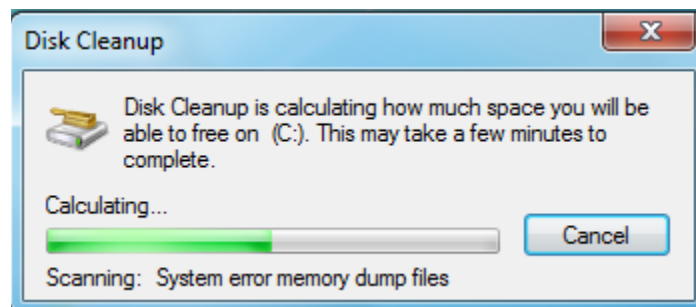 Disk Cleanup
Disk Cleanup is calculating how much space you will be
able to free on  (C:). This may take a few minutes to
complete.
Calculating...
Cancel
Scanning:   System error memory dump files